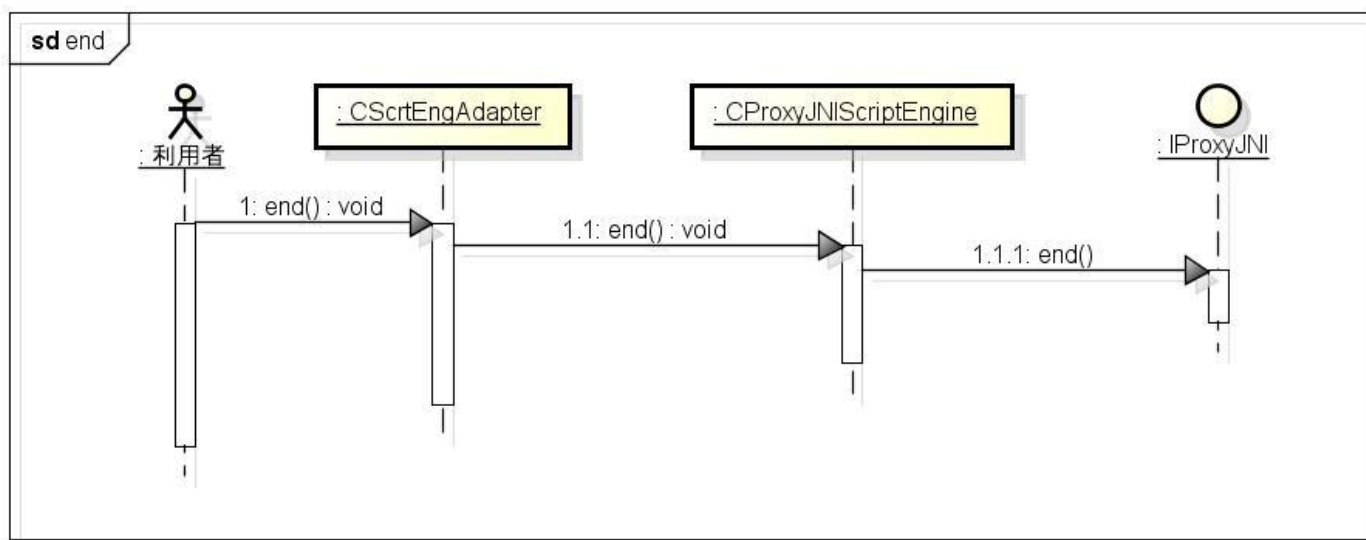 sd end
: 利用者
: CScrtEngAdapter
: CProxyJNIScriptEngine
: IProxyJNI
1: end() : void
1.1: end() : void
1.1.1: end()